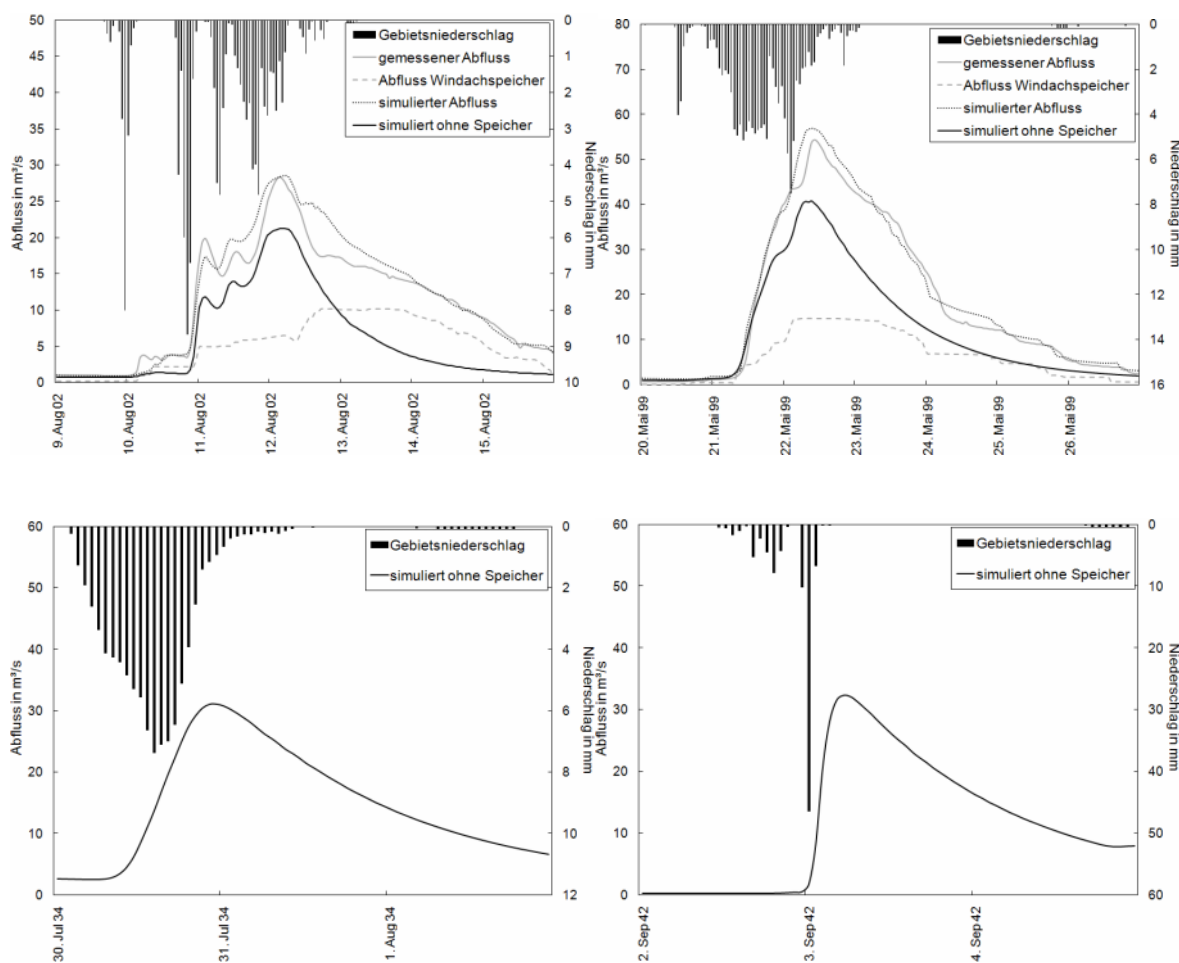 50
45
40
35
30
25
20
15
10
5
0
Abfluss in m³/s
0
1
2
3
4
5
6
7
8
9
10
Niederschlag in mm
Gebietsniederschlag
gemessener Abfluss
Abfluss Windachspeicher
simulierter Abfluss
simuliert ohne Speicher
9. Aug 02
10. Aug 02
11. Aug 02
12. Aug 02
13. Aug 02
14. Aug 02
15. Aug 02
80
70
60
50
40
30
20
10
0
Abfluss in m³/s
0
2
4
6
8
10
12
14
16
Niederschlag in mm
Gebietsniederschlag
gemessener Abfluss
Abfluss Windachspeicher
simulierter Abfluss
simuliert ohne Speicher
20. Mai 99
21. Mai 99
22. Mai 99
23. Mai 99
24. Mai 99
25. Mai 99
26. Mai 99
60
50
40
30
20
10
0
Abfluss in m³/s
0
2
4
6
8
10
12
Niederschlag in mm
Gebietsniederschlag
simuliert ohne Speicher
30. Jul 34
31. Jul 34
1. Aug 34
60
50
40
30
20
10
0
Abfluss in m³/s
0
10
20
30
40
50
60
Niederschlag in mm
Gebietsniederschlag
simuliert ohne Speicher
2. Sep 42
3. Sep 42
4. Sep 42